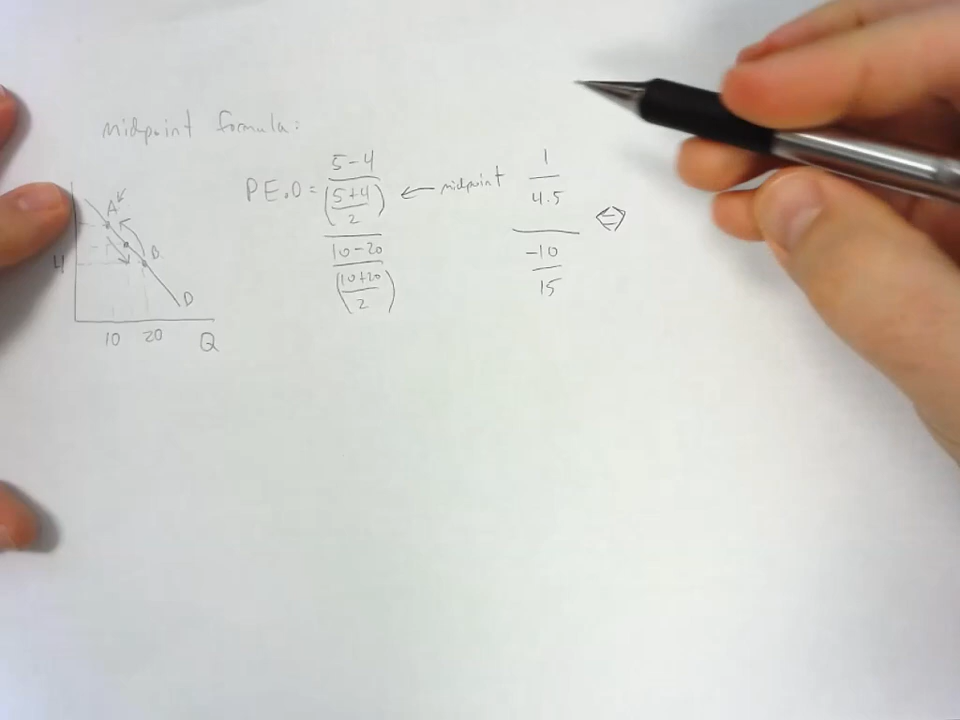 midpoint formula:
PE.D = 5-4 / (5+4 / 2) ← midpoint
10-20 / (10+20 / 2)
1 / 4.5
-10 / 15
⇔
A
B
D
4
10 20 Q